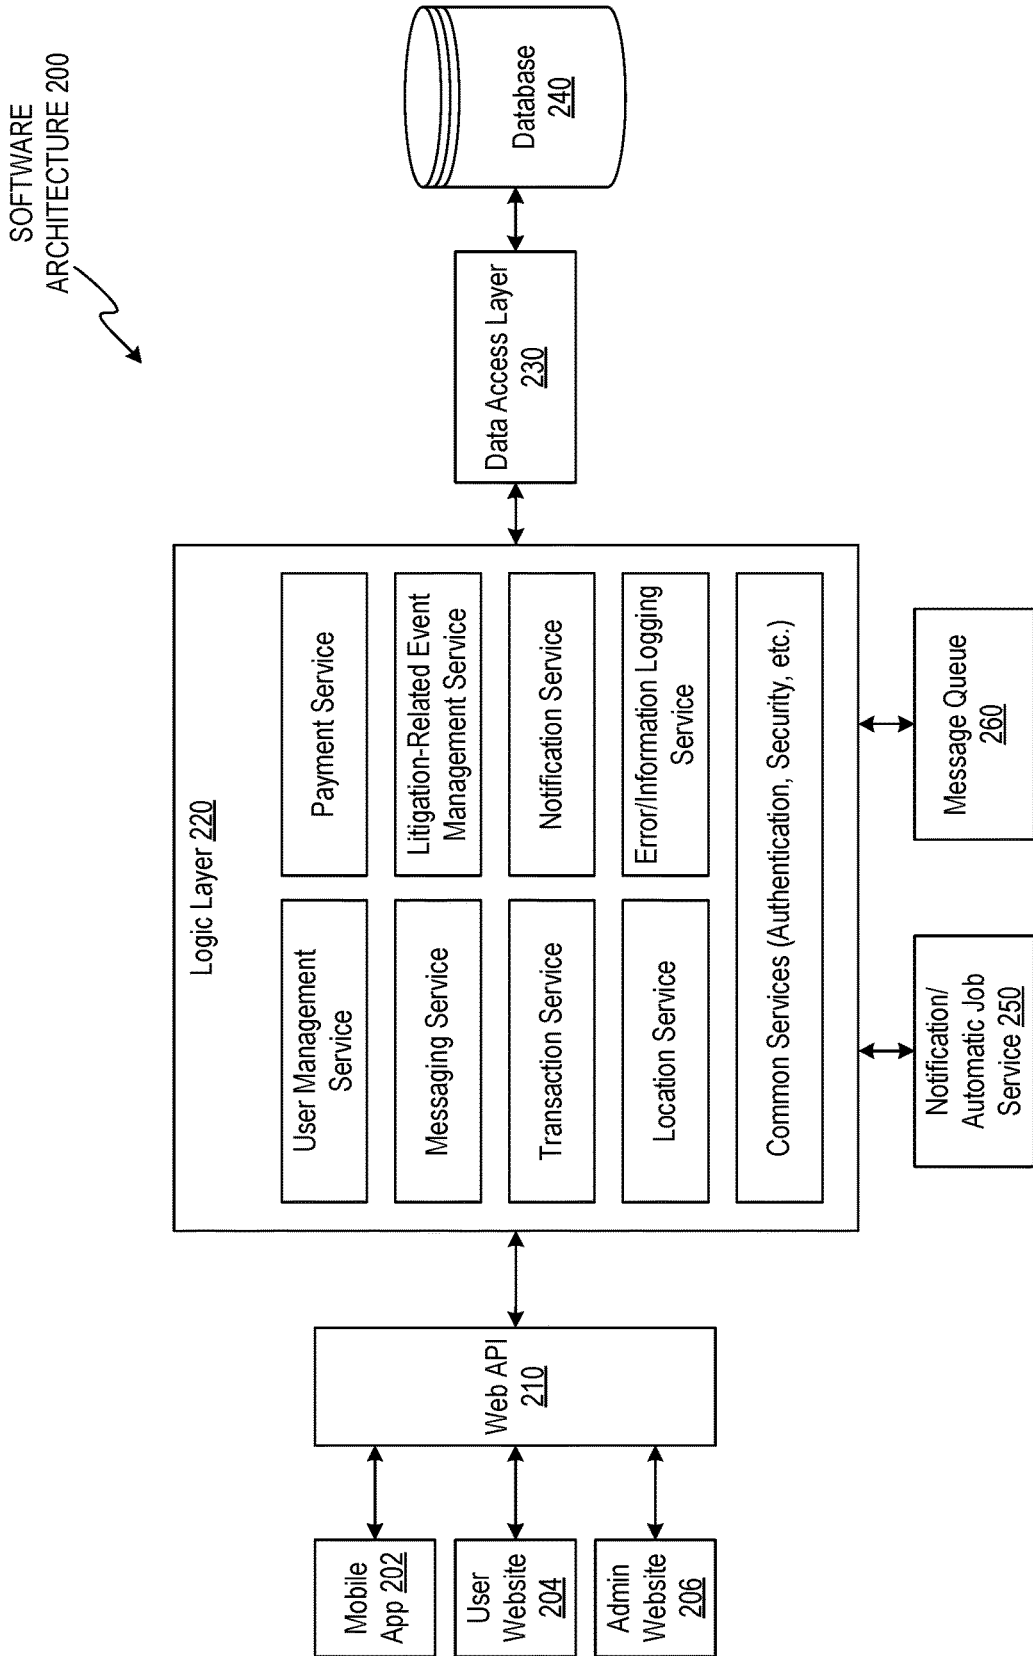 SOFTWARE
ARCHITECTURE 200
Mobile
App 202
User
Website
204
Admin
Website
206
Web API
210
Logic Layer 220
User Management
Service
Payment Service
Messaging Service
Litigation-Related Event
Management Service
Transaction Service
Notification Service
Location Service
Error/Information Logging
Service
Common Services (Authentication, Security, etc.)
Data Access Layer
230
Database
240
Notification/
Automatic Job
Service 250
Message Queue
260